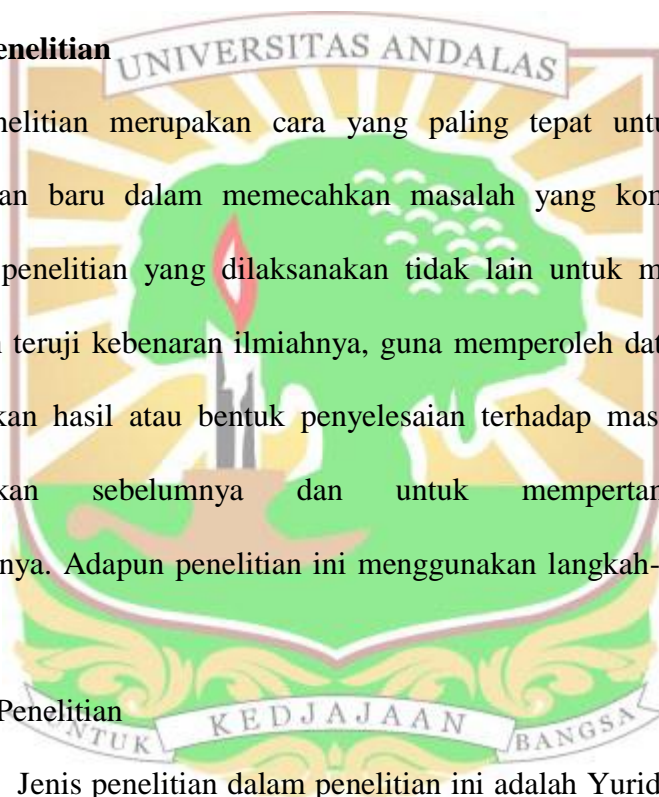 enelitian
UNIVERSITAS ANDALAS
nelitian merupakan cara yang paling tepat untu
an baru dalam memecahkan masalah yang kon
penelitian yang dilaksanakan tidak lain untuk m
teruji kebenaran ilmiahnya, guna memperoleh dat
kan hasil atau bentuk penyelesaian terhadap mas
kan sebelumnya dan untuk mempertan
nya. Adapun penelitian ini menggunakan langkah-
Penelitian
UNTUK KEDJAJAAN BANGSA
Jenis penelitian dalam penelitian ini adalah Yurid